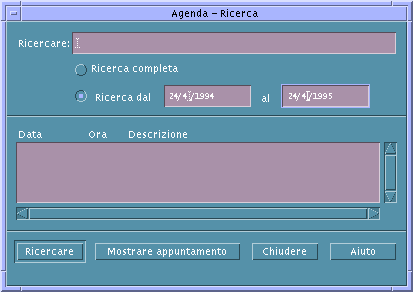 Agenda – Ricerca
Ricercare:
Ricerca completa
Ricerca dal 24/4/1994 al 24/4/1995
Data Ora Descrizione
Ricercare Mostrare appuntamento Chiudere Aiuto